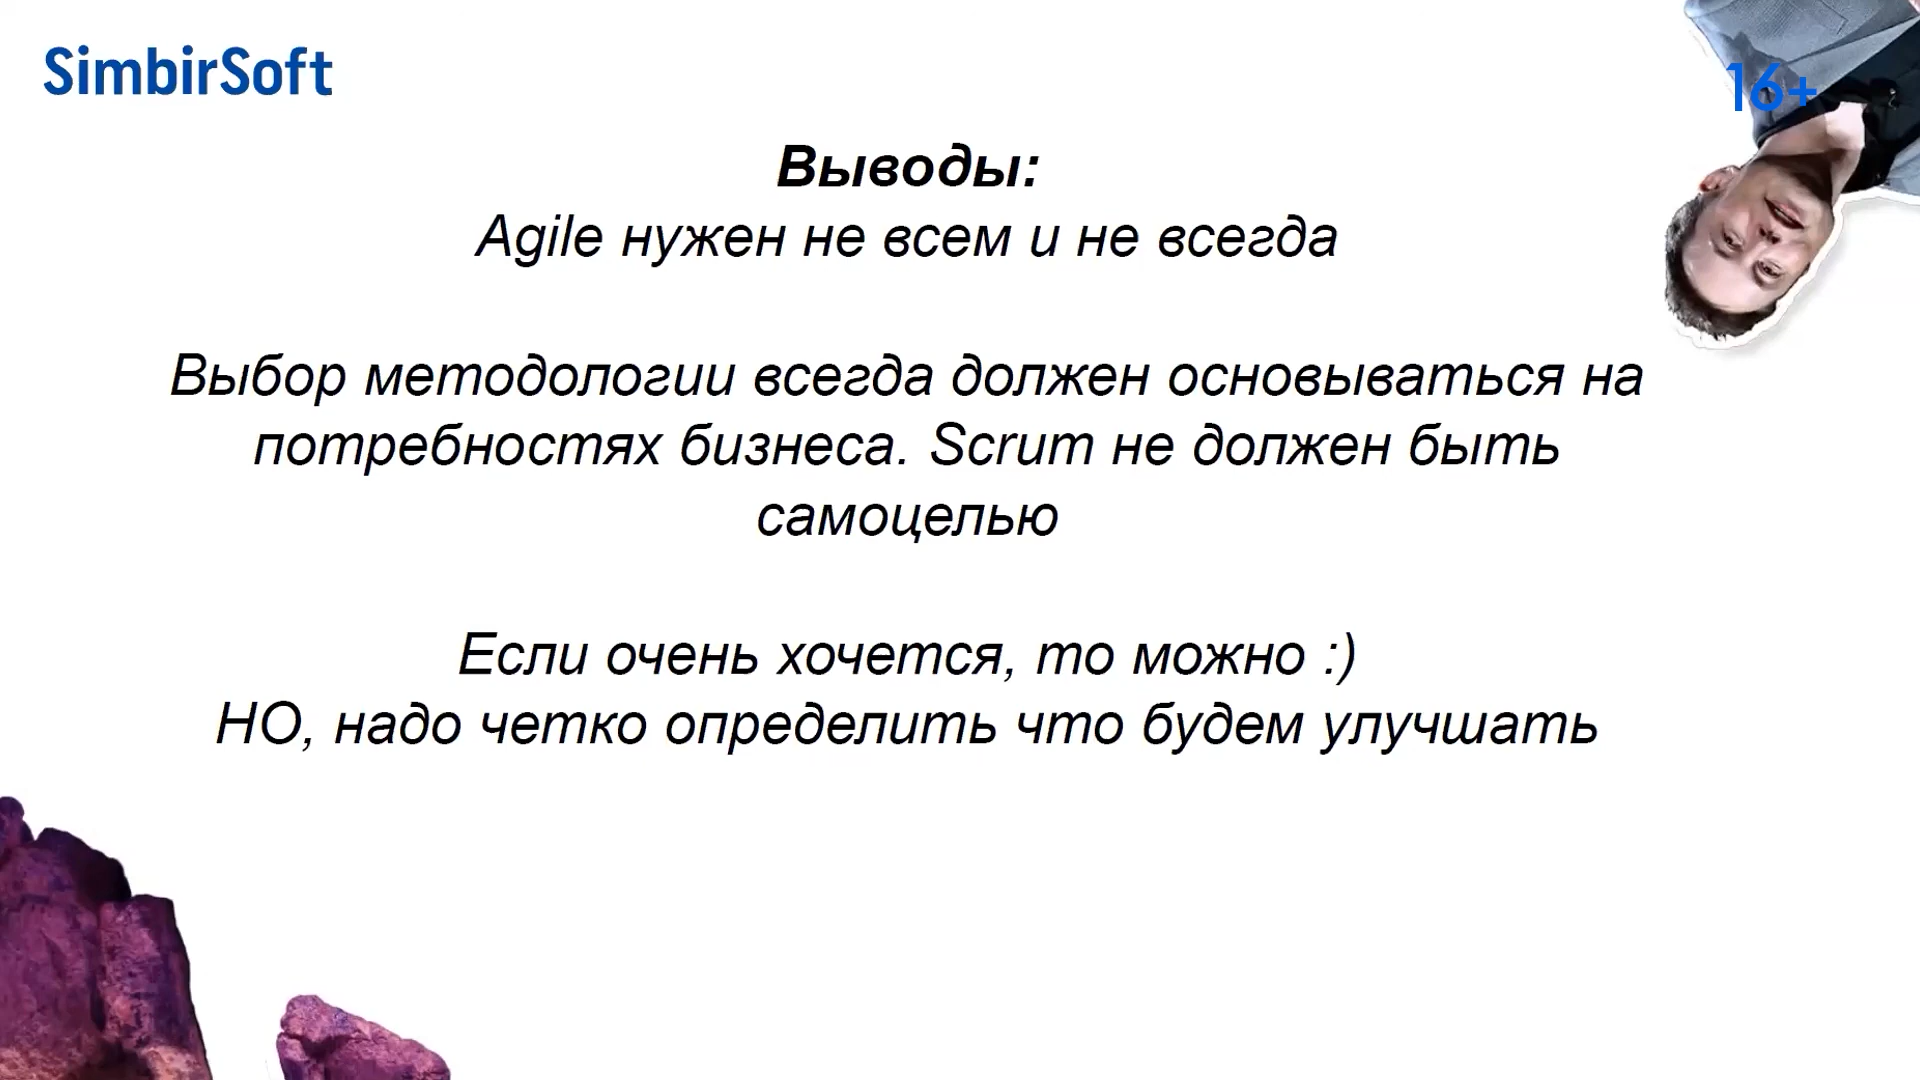 SimbirSoft
16+
Выводы:
Agile нужен не всем и не всегда
Выбор методологии всегда должен основываться на
потребностях бизнеса. Scrum не должен быть
самоцелью
Если очень хочется, то можно :)
НО, надо четко определить что будем улучшать